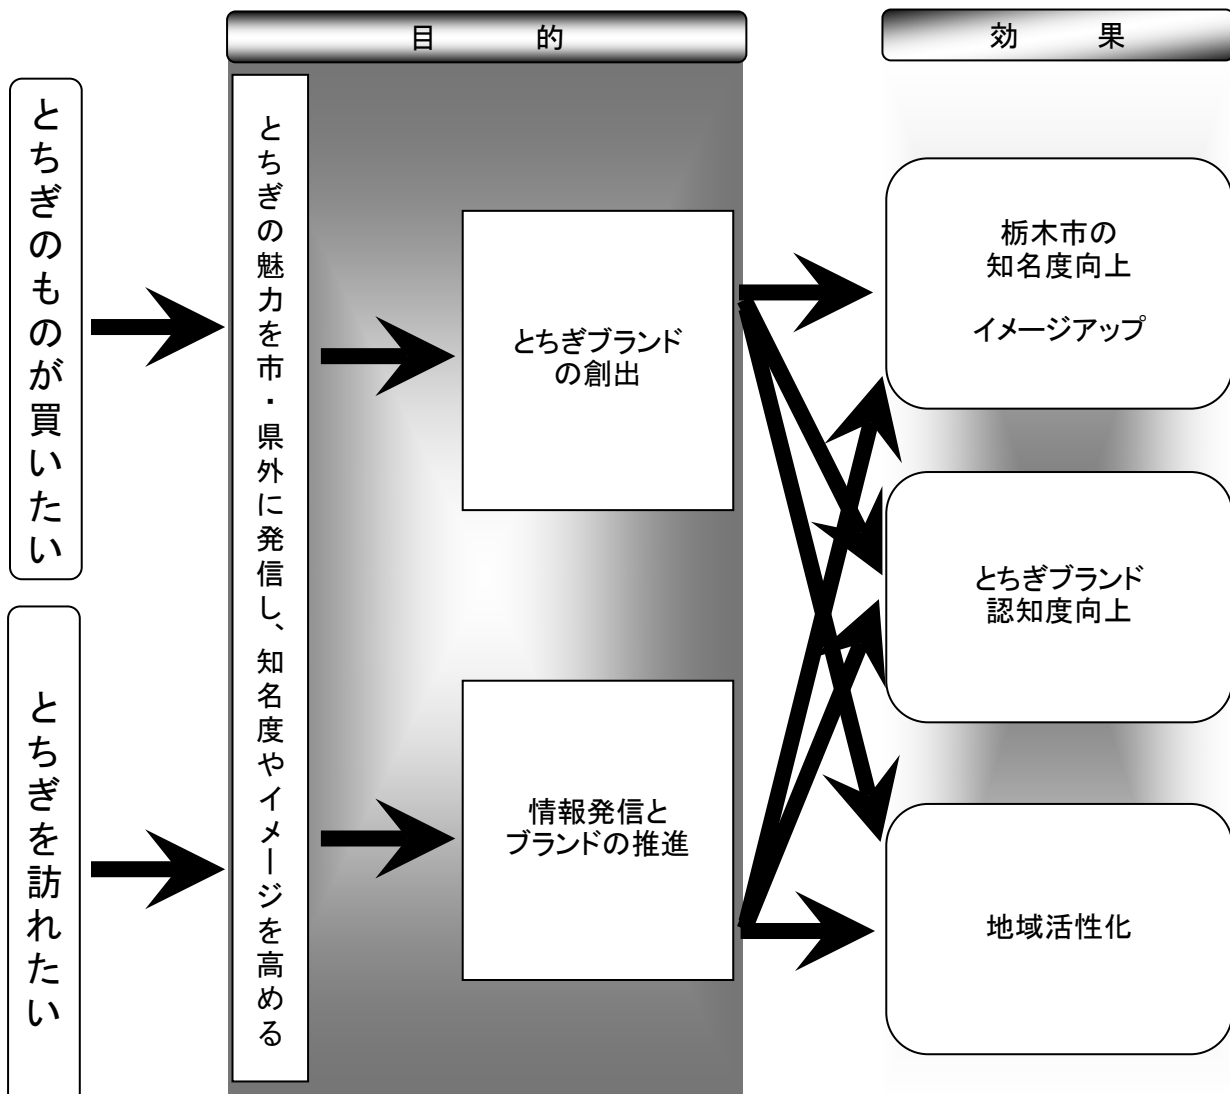 目　的
効　果
とちぎのものが買いたい
とちぎを訪れたい
とちぎの魅力を市・県外に発信し、知名度やイメージを高める
とちぎブランド
の創出
情報発信と
ブランドの推進
栃木市の
知名度向上
イメージアップ
とちぎブランド
認知度向上
地域活性化